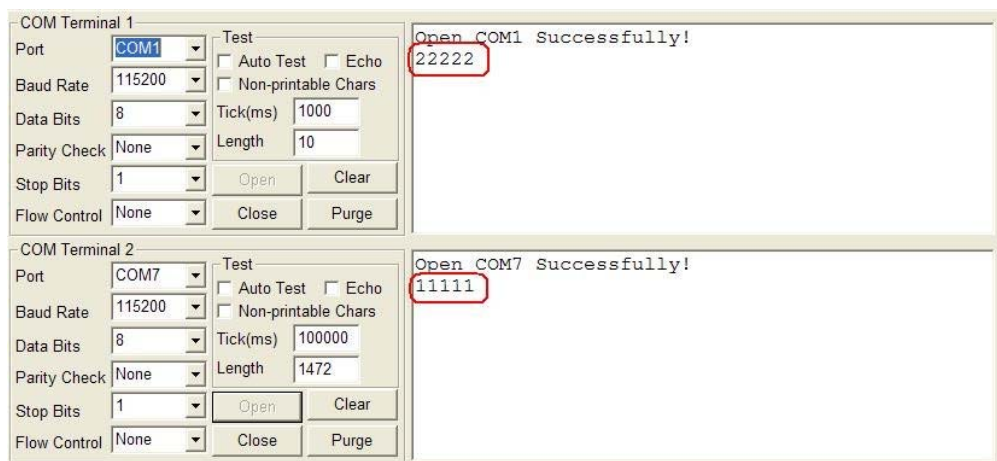 COM Terminal 1
Port COM1
Baud Rate 115200
Data Bits 8
Parity Check None
Stop Bits 1
Flow Control None
Test
Auto Test Echo
Non-printable Chars
Tick(ms) 1000
Length 10
Open Clear
Close Purge
Open COM1 Successfully!
22222
COM Terminal 2
Port COM7
Baud Rate 115200
Data Bits 8
Parity Check None
Stop Bits 1
Flow Control None
Test
Auto Test Echo
Non-printable Chars
Tick(ms) 100000
Length 1472
Open Clear
Close Purge
Open COM7 Successfully!
11111